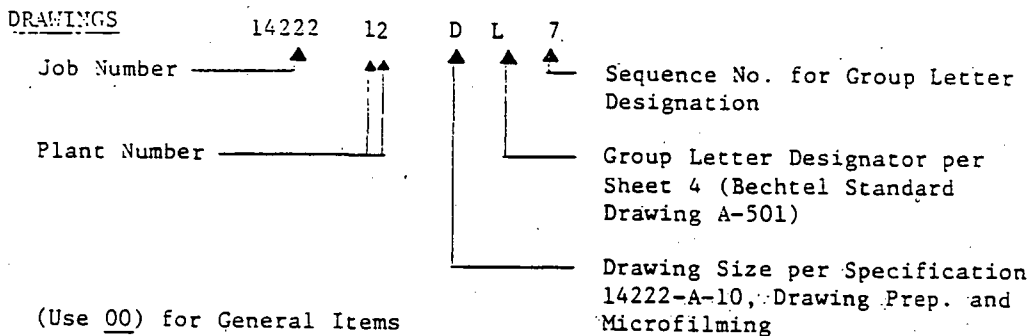 DRAWINGS
14222 12 D L 7
Job Number
Sequence No. for Group Letter
Designation
Plant Number
Group Letter Designator per
Sheet 4 (Bechtel Standard
Drawing A-501)
Drawing Size per Specification
14222-A-10, Drawing Prep. and
Microfilming
(Use 00) for General Items